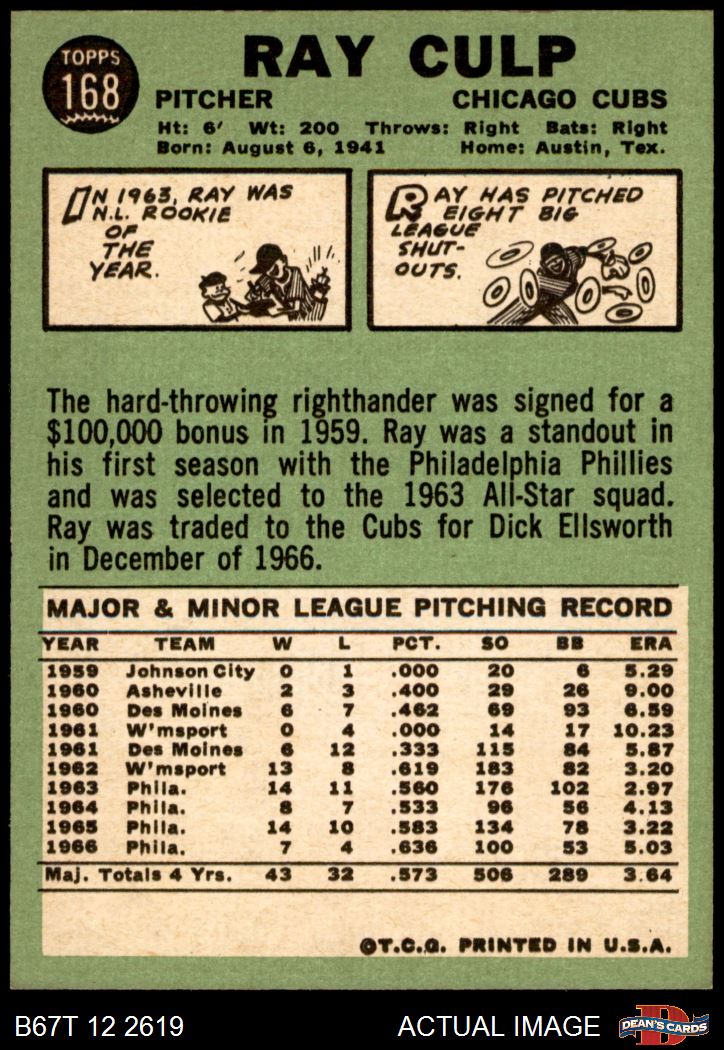 TOPPS
168
RAY CULP
PITCHER CHICAGO CUBS
Ht: 6' Wt: 200 Throws: Right Bats: Right
Born: August 6, 1941 Home: Austin, Tex.
IN 1963, RAY WAS
N.L. ROOKIE
OF
THE
YEAR.
RAY HAS PITCHED
EIGHT BIG
LEAGUE
SHUT-
OUTS.
The hard-throwing righthander was signed for a
$100,000 bonus in 1959. Ray was a standout in
his first season with the Philadelphia Phillies
and was selected to the 1963 All-Star squad.
Ray was traded to the Cubs for Dick Ellsworth
in December of 1966.
MAJOR & MINOR LEAGUE PITCHING RECORD
YEAR TEAM W L PCT. SO BB ERA
1959 Johnson City 0 1 .000 20 6 5.29
1960 Asheville 2 3 .400 29 26 9.00
1960 Des Moines 6 7 .462 69 93 6.59
1961 W'msport 0 4 .000 14 17 10.23
1961 Des Moines 6 12 .333 115 84 5.87
1962 W'msport 13 8 .619 183 82 3.20
1963 Phila. 14 11 .560 176 102 2.97
1964 Phila. 8 7 .533 96 56 4.13
1965 Phila. 14 10 .583 134 78 3.22
1966 Phila. 7 4 .636 100 53 5.03
Maj. Totals 4 Yrs. 43 32 .573 506 289 3.64
©T.C.G. PRINTED IN U.S.A.
B67T 12 2619 ACTUAL IMAGE DEAN'S CARDS